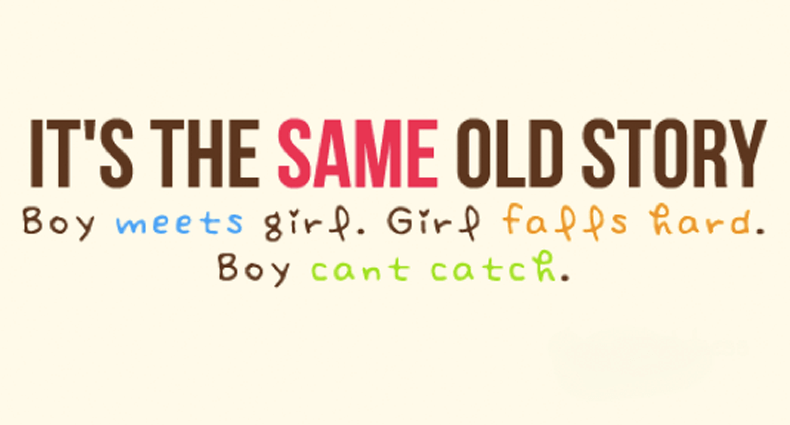 IT'S THE SAME OLD STORY
Boy meets girl. Girl falls hard.
Boy cant catch.